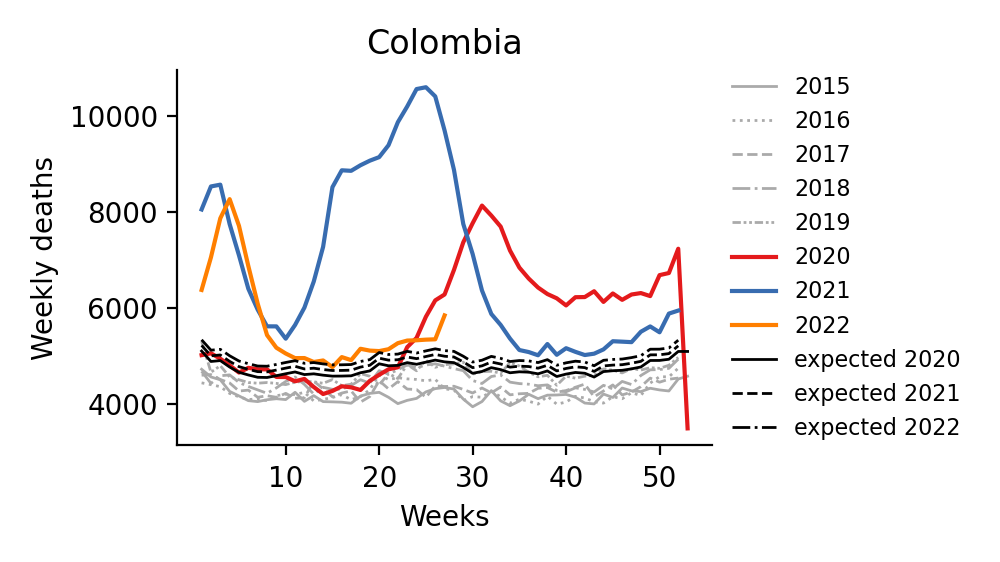 Colombia
Weekly deaths
10000
8000
6000
4000
10 20 30 40 50
Weeks
2015
2016
2017
2018
2019
2020
2021
2022
expected 2020
expected 2021
expected 2022